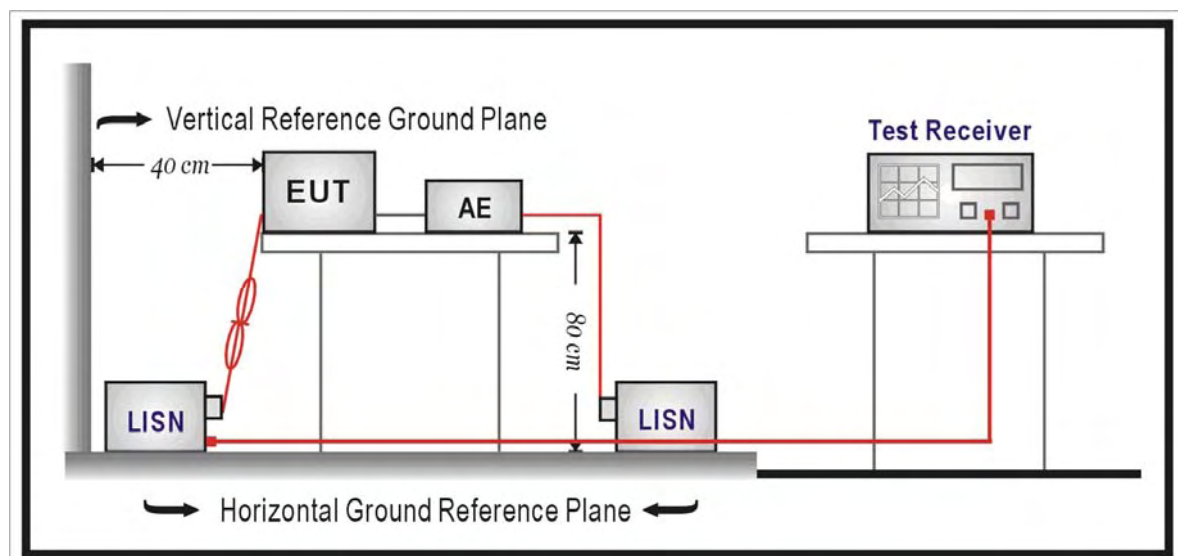 Vertical Reference Ground Plane
40 cm
Test Receiver
EUT
AE
80 cm
LISN
LISN
Horizontal Ground Reference Plane